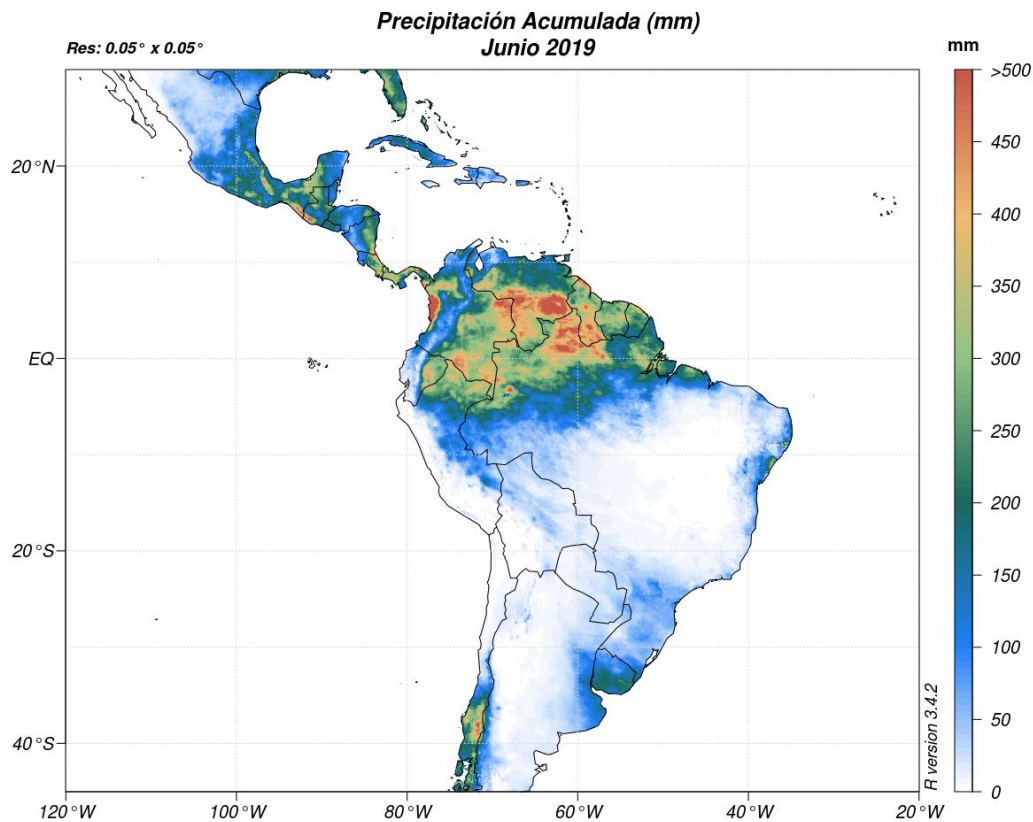 Precipitación Acumulada (mm)
Junio 2019
Res: 0.05° x 0.05°
mm
>500
450
400
350
300
250
200
150
100
50
0
20°N
EQ
20°S
40°S
120°W
100°W
80°W
60°W
40°W
20°W
R version 3.4.2